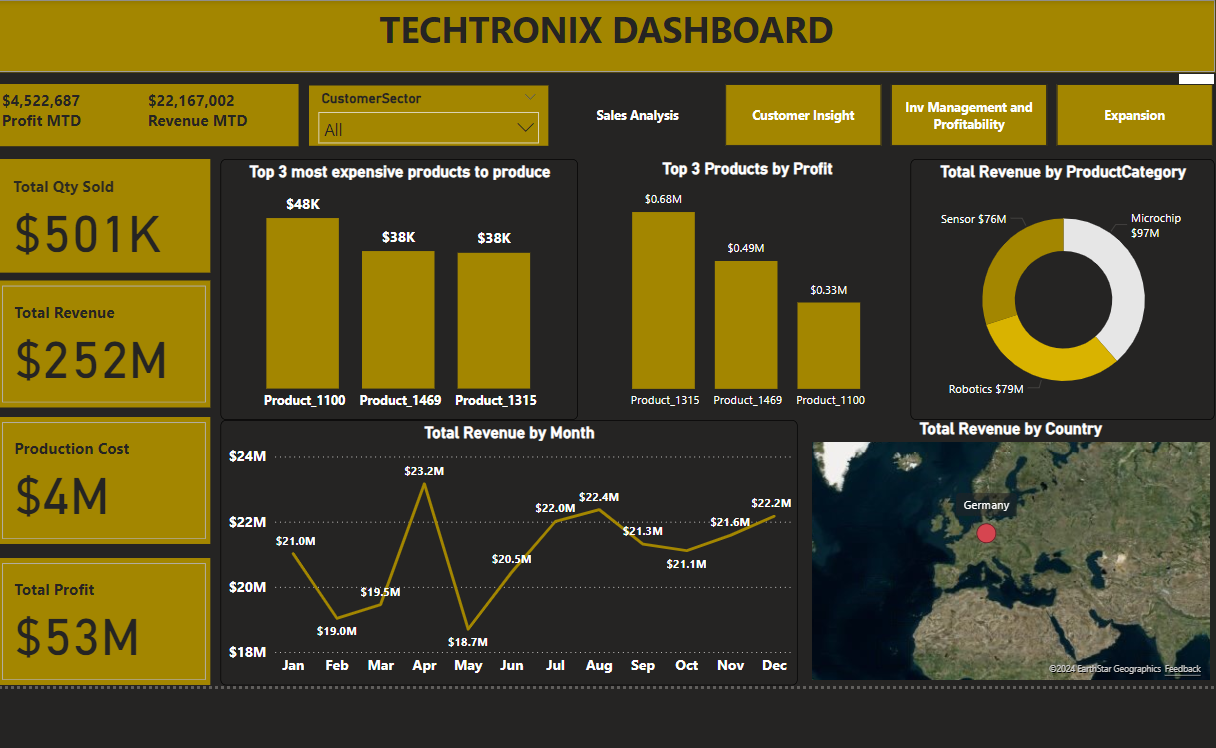 TECHTRONIX DASHBOARD
$4,522,687
Profit MTD
$22,167,002
Revenue MTD
CustomerSector
All
Sales Analysis
Customer Insight
Inv Management and
Profitability
Expansion
Total Qty Sold
$501K
Total Revenue
$252M
Production Cost
$4M
Total Profit
$53M
Top 3 most expensive products to produce
$48K
$38K
$38K
Product_1100
Product_1469
Product_1315
Top 3 Products by Profit
$0.68M
$0.49M
$0.33M
Product_1315
Product_1469
Product_1100
Total Revenue by ProductCategory
Sensor $76M
Microchip
$97M
Robotics $79M
Total Revenue by Month
$24M
$22M
$20M
$18M
$21.0M
$19.0M
$19.5M
$23.2M
$18.7M
$20.5M
$22.0M
$22.4M
$21.3M
$21.1M
$21.6M
$22.2M
Jan
Feb
Mar
Apr
May
Jun
Jul
Aug
Sep
Oct
Nov
Dec
Total Revenue by Country
Germany
©2024 EarthStar Geographics Feedback